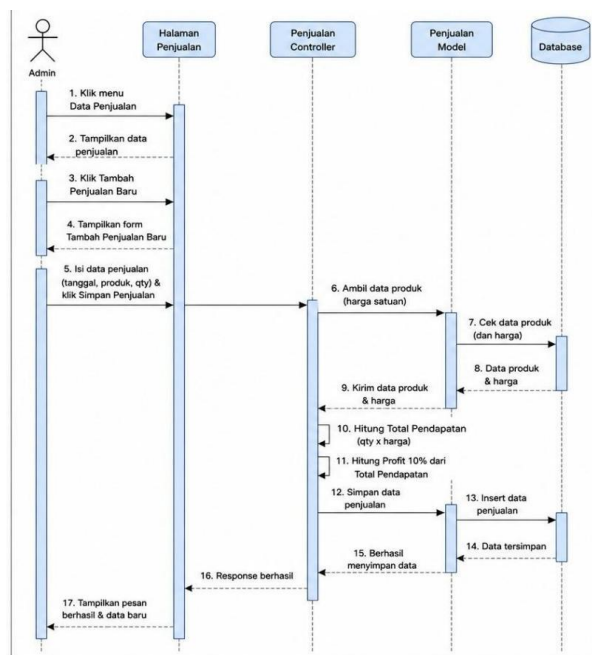 Halaman
Penjualan
Penjualan
Controller
Penjualan
Model
Database
Admin
1. Klik menu
Data Penjualan
2. Tampilkan data
penjualan
3. Klik Tambah
Penjualan Baru
4. Tampilkan form
Tambah Penjualan Baru
5. Isi data penjualan
(tanggal, produk, qty) &
klik Simpan Penjualan
6. Ambil data produk
(harga satuan)
7. Cek data produk
(dan harga)
8. Data produk
& harga
9. Kirim data produk
& harga
10. Hitung Total Pendapatan
(qty x harga)
11. Hitung Profit 10% dari
Total Pendapatan
12. Simpan data
penjualan
13. Insert data
penjualan
14. Data tersimpan
15. Berhasil
menyimpan data
16. Response berhasil
17. Tampilkan pesan
berhasil & data baru